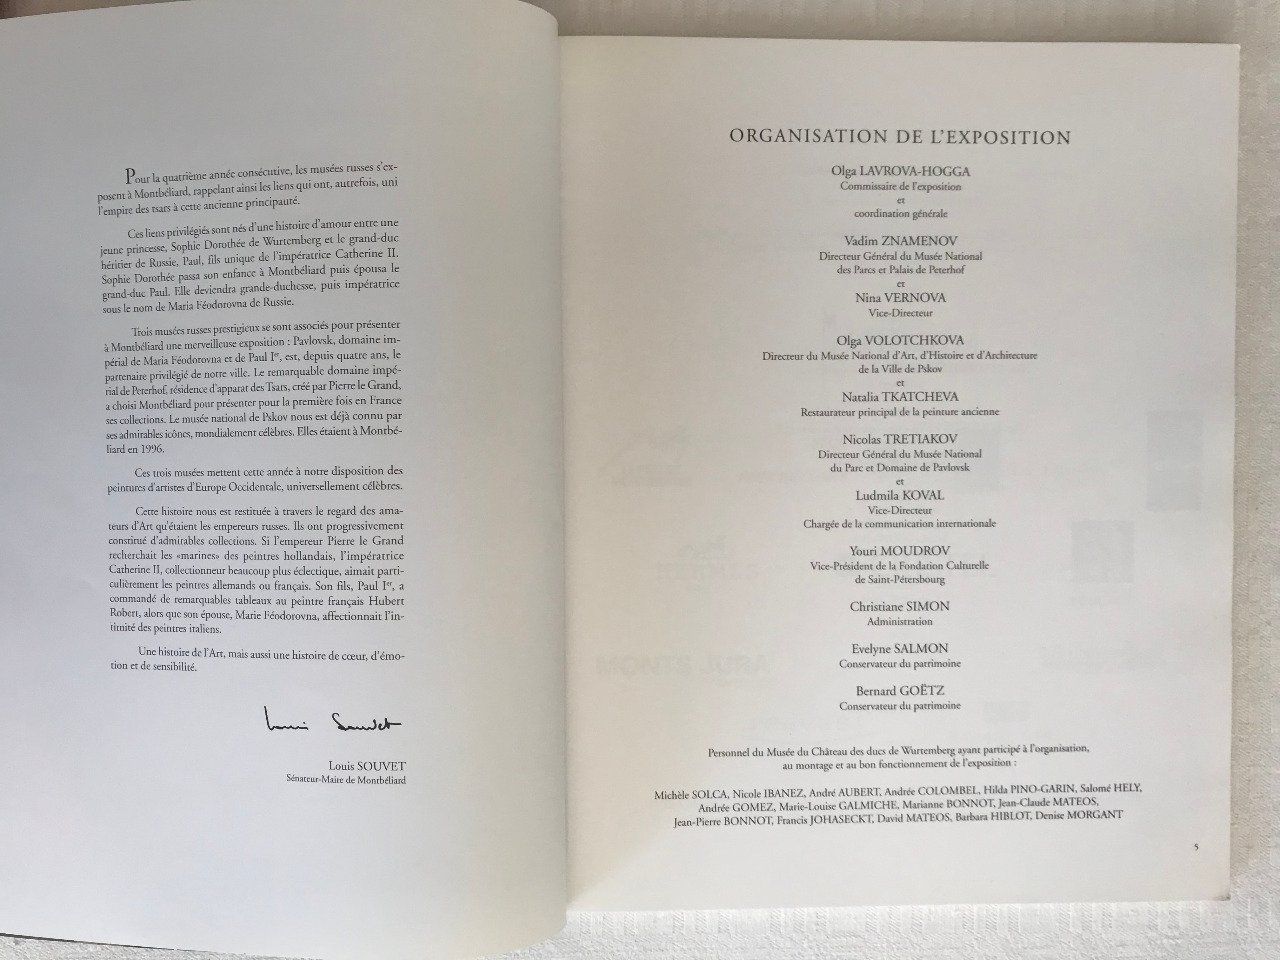 Pour la quatrième année consécutive, les musées russes s'ex-
posent à Montbéliard, rappelant ainsi les liens qui ont, autrefois, uni
l'empire des tsars à cette ancienne principauté.
Ces liens privilégiés sont nés d'une histoire d'amour entre une
jeune princesse, Sophie Dorothée de Wurtemberg et le grand-duc
héritier de Russie, Paul, fils unique de l'impératrice Catherine II.
Sophie Dorothée passa son enfance à Montbéliard puis épousa le
grand-duc Paul. Elle deviendra grande-duchesse, puis impératrice
sous le nom de Maria Féodorovna de Russie.
Trois musées russes prestigieux se sont associés pour présenter
à Montbéliard une merveilleuse exposition : Pavlovsk, domaine im-
périal de Maria Féodorovna et de Paul Ier, est, depuis quatre ans, le
partenaire privilégié de notre ville. Le remarquable domaine impé-
rial de Peterhof, résidence d'apparat des Tsars, créé par Pierre le Grand,
a choisi Montbéliard pour présenter pour la première fois en France
ses collections. Le musée national de Pskov nous est déjà connu par
ses admirables icônes, mondialement célèbres. Elles étaient à Montbé-
liard en 1996.
Ces trois musées mettent cette année à notre disposition des
peintures d'artistes d'Europe Occidentale, universellement célèbres.
Cette histoire nous est restituée à travers le regard des ama-
teurs d'Art qu'étaient les empereurs russes. Ils ont progressivement
constitué d'admirables collections. Si l'empereur Pierre le Grand
recherchait les «marines» des peintres hollandais, l'impératrice
Catherine II, collectionneur beaucoup plus éclectique, aimait parti-
culièrement les peintres allemands ou français. Son fils, Paul Ier, a
commandé de remarquables tableaux au peintre français Hubert
Robert, alors que son épouse, Marie Féodorovna, affectionnait l'in-
timité des peintres italiens.
Une histoire de l'Art, mais aussi une histoire de cœur, d'émo-
tion et de sensibilité.
Louis Souvet
Louis SOUVET
Sénateur-Maire de Montbéliard
ORGANISATION DE L'EXPOSITION
Olga LAVROVA-HOGGA
Commissaire de l'exposition
et
coordination générale
Vadim ZNAMENOV
Directeur Général du Musée National
des Parcs et Palais de Peterhof
et
Nina VERNOVA
Vice-Directeur
Olga VOLOTCHKOVA
Directeur du Musée National d'Art, d'Histoire et d'Architecture
de la Ville de Pskov
et
Natalia TKATCHEVA
Restaurateur principal de la peinture ancienne
Nicolas TRETIAKOV
Directeur Général du Musée National
du Parc et Domaine de Pavlovsk
et
Ludmila KOVAL
Vice-Directeur
Chargée de la communication internationale
Youri MOUDROV
Vice-Président de la Fondation Culturelle
de Saint-Pétersbourg
Christiane SIMON
Administration
Evelyne SALMON
Conservateur du patrimoine
Bernard GOËTZ
Conservateur du patrimoine
Personnel du Musée du Château des ducs de Wurtemberg ayant participé à l'organisation,
au montage et au bon fonctionnement de l'exposition :
Michèle SOLCA, Nicole IBANEZ, André AUBERT, Andrée COLOMBEL, Hilda PINO-GARIN, Salomé HELY,
Andrée GOMEZ, Marie-Louise GALMICHE, Marianne BONNOT, Jean-Claude MATEOS,
Jean-Pierre BONNOT, Francis JOHASECKT, David MATEOS, Barbara HIBLOT, Denise MORGANT
5